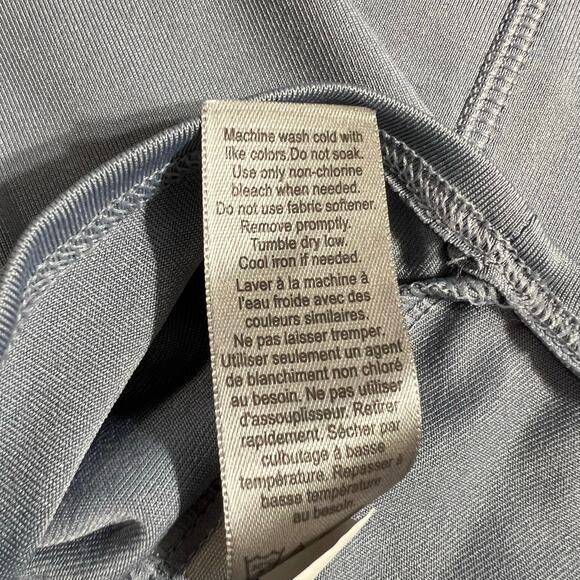 Machine wash cold with
like colors.Do not soak.
Use only non-chlorine
bleach when needed.
Do not use fabric softener.
Remove promptly.
Tumble dry low.
Cool iron if needed.
Laver à la machine à
l'eau froide avec des
couleurs similaires.
Ne pas laisser tremper.
Utiliser seulement un agent
de blanchiment non chloré
au besoin. Ne pas utiliser
d'assouplisseur. Retirer
rapidement. Sécher par
culbutage à basse
température. Repasser à
basse température
au besoin.